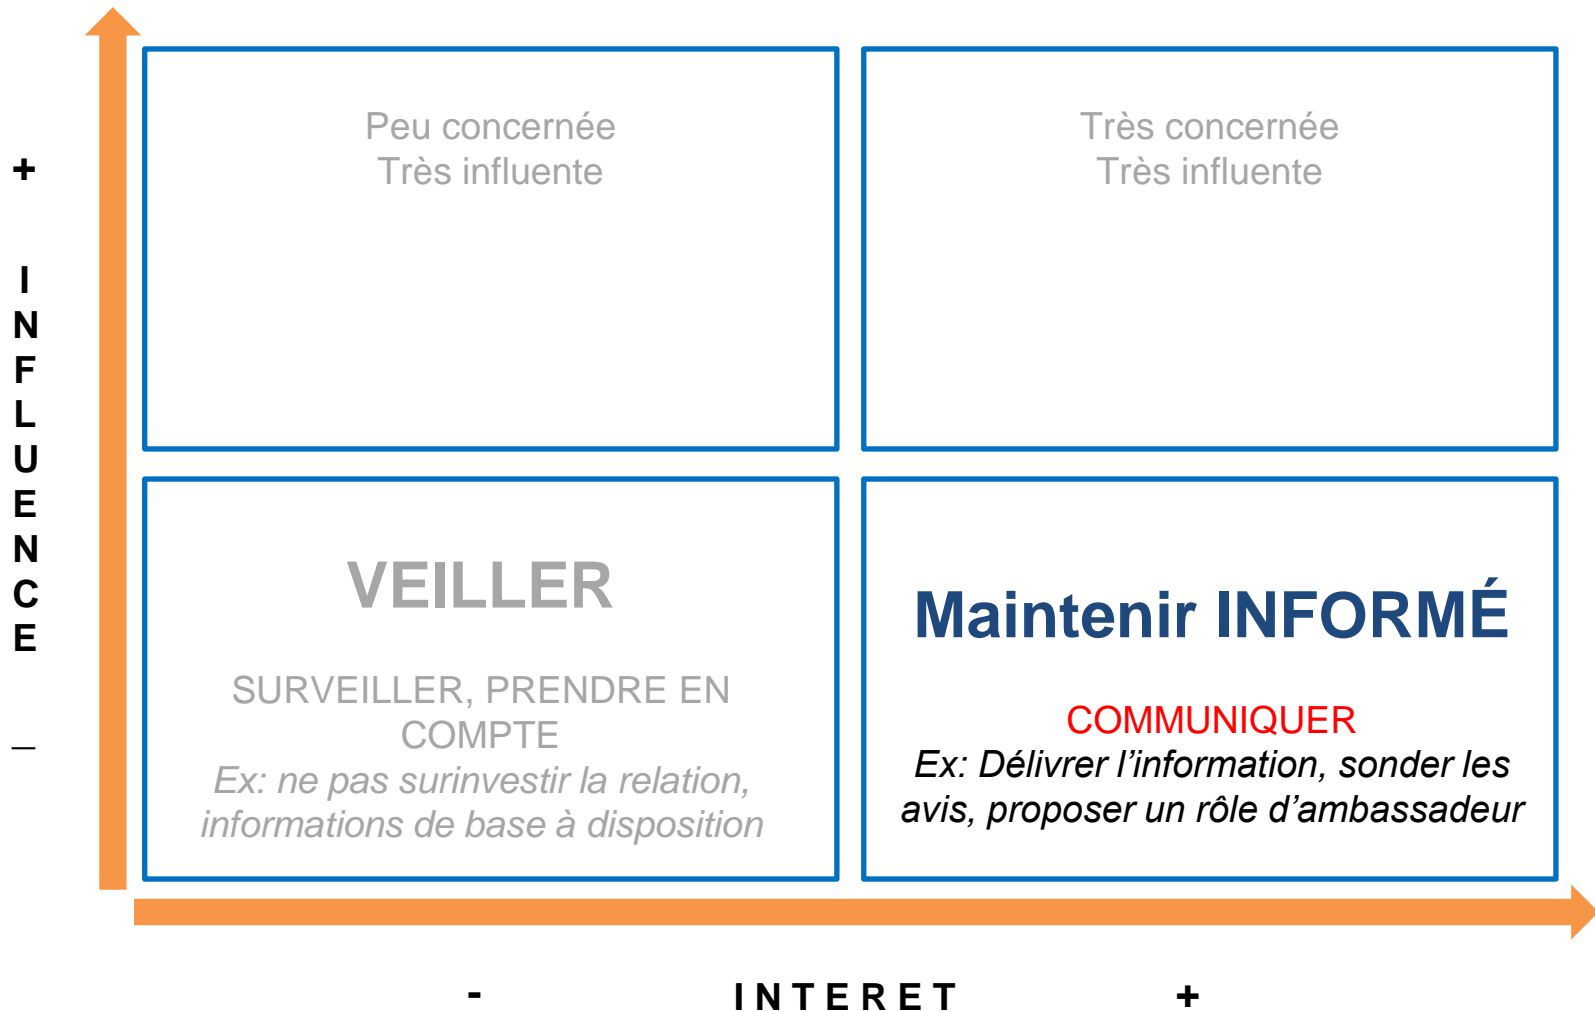 +
INFLUENCE
_
Peu concernée
Très influente
Très concernée
Très influente
VEILLER
SURVEILLER, PRENDRE EN
COMPTE
Ex: ne pas surinvestir la relation,
informations de base à disposition
Maintenir INFORMÉ
COMMUNIQUER
Ex: Délivrer l’information, sonder les
avis, proposer un rôle d’ambassadeur
- INTERET +